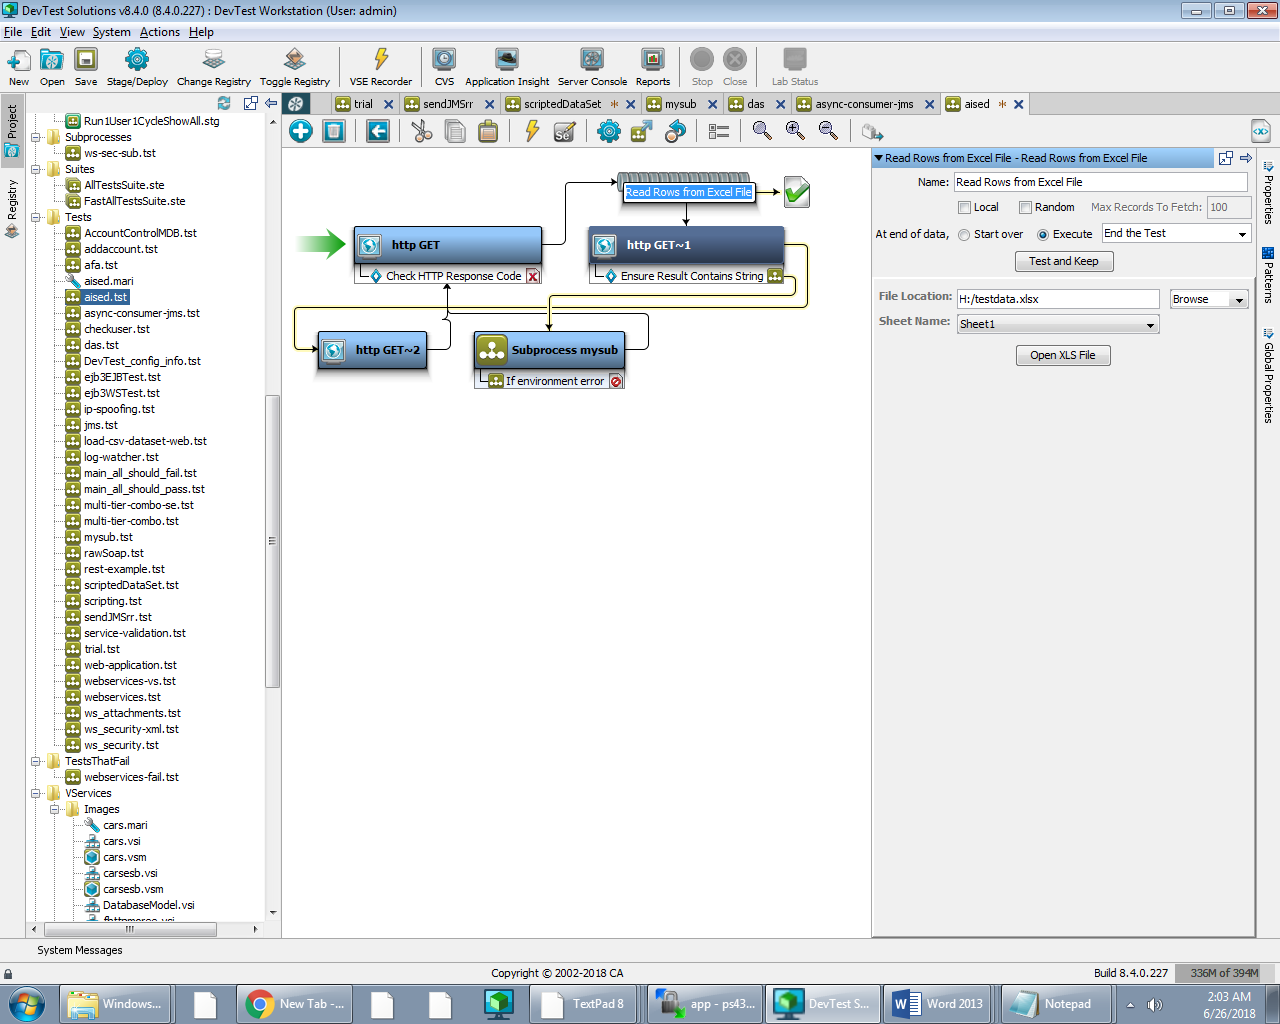 DevTest Solutions v8.4.0 (8.4.0.227) : DevTest Workstation (User: admin)
File Edit View System Actions Help
New Open Save Stage/Deploy Change Registry Toggle Registry VSE Recorder CVS Application Insight Server Console Reports Stop Close Lab Status
Project
Registry
trial sendJMSrr scriptedDataSet * mysub das async-consumer-jms aised *
Run1User1CycleShowAll.stg
Subprocesses
ws-sec-sub.tst
Suites
AllTestsSuite.ste
FastAllTestsSuite.ste
Tests
AccountControlMDB.tst
addaccount.tst
afa.tst
aised.mari
aised.tst
async-consumer-jms.tst
checkuser.tst
das.tst
DevTest_config_info.tst
ejb3EJBTest.tst
ejb3WSTest.tst
ip-spoofing.tst
jms.tst
load-csv-dataset-web.tst
log-watcher.tst
main_all_should_fail.tst
main_all_should_pass.tst
multi-tier-combo-se.tst
multi-tier-combo.tst
mysub.tst
rawSoap.tst
rest-example.tst
scriptedDataSet.tst
scripting.tst
sendJMSrr.tst
service-validation.tst
trial.tst
web-application.tst
webservices-vs.tst
webservices.tst
ws_attachments.tst
ws_security-xml.tst
ws_security.tst
TestsThatFail
webservices-fail.tst
VServices
Images
cars.mari
cars.vsi
cars.vsm
carsesb.vsi
carsesb.vsm
DatabaseModel.vsi
Read Rows from Excel File
http GET
Check HTTP Response Code
http GET~1
Ensure Result Contains String
http GET~2
Subprocess mysub
If environment error
Read Rows from Excel File - Read Rows from Excel File
Name: Read Rows from Excel File
Local Random Max Records To Fetch: 100
At end of data, Start over Execute End the Test
Test and Keep
File Location: H:/testdata.xlsx Browse
Sheet Name: Sheet1
Open XLS File
Properties
Patterns
Global Properties
System Messages
Copyright © 2002-2018 CA
Build 8.4.0.227 336M of 394M
Windows... New Tab -... TextPad 8 app - ps43... DevTest S... Word 2013 Notepad
2:03 AM
6/26/2018